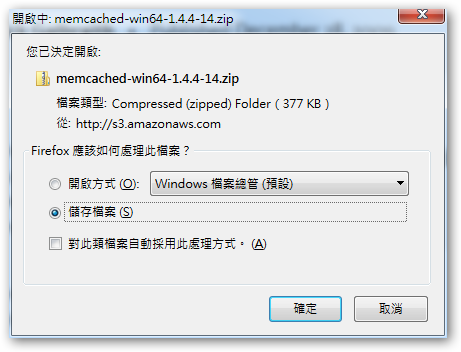 開啟中: memcached-win64-1.4.4-14.zip
您已決定開啟:
memcached-win64-1.4.4-14.zip
檔案類型: Compressed (zipped) Folder ( 377 KB )
從: http://s3.amazonaws.com
Firefox 應該如何處理此檔案？
開啟方式 (O):
Windows 檔案總管 (預設)
儲存檔案 (S)
對此類檔案自動採用此處理方式。(A)
確定
取消